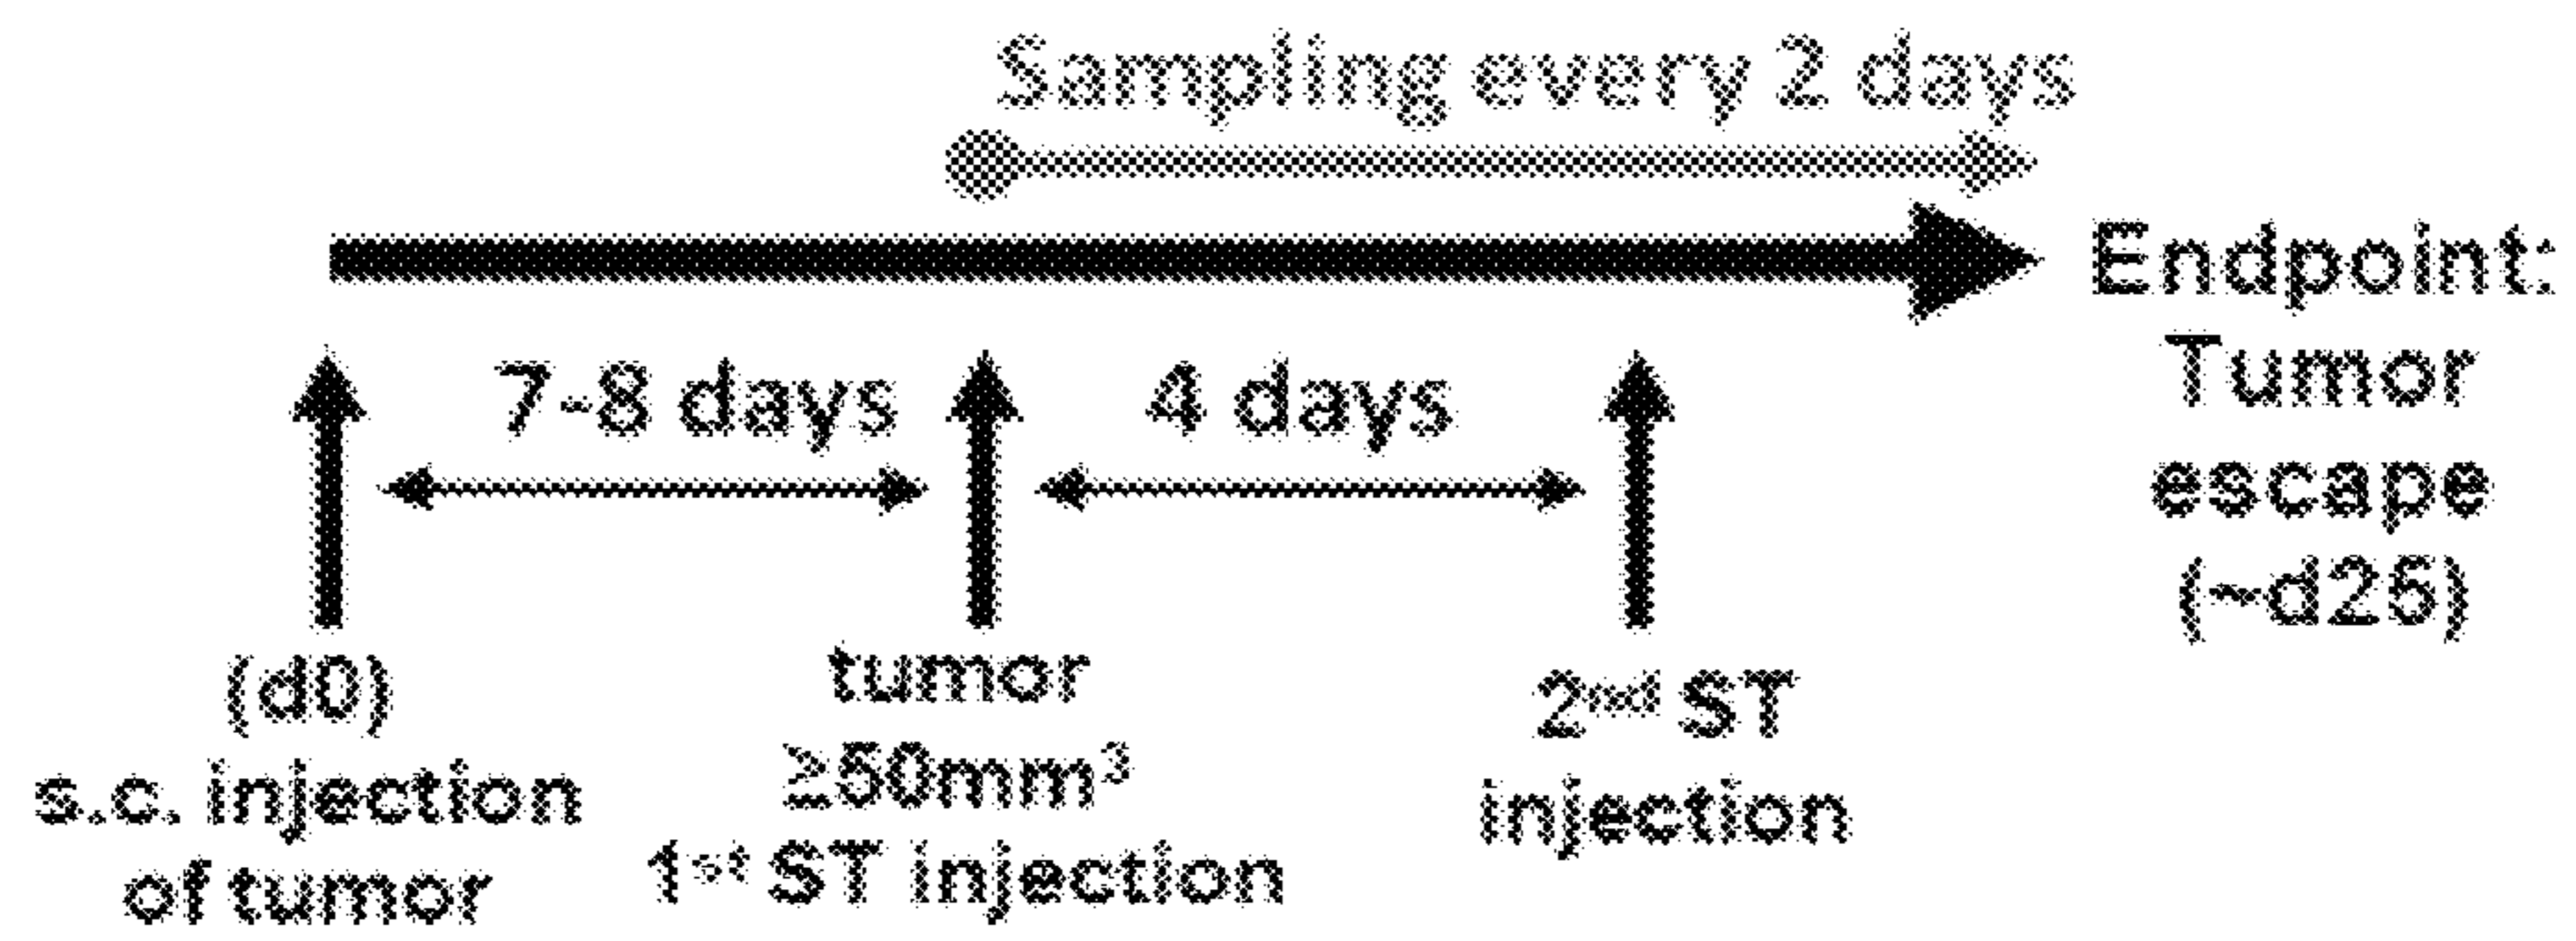 Sampling every 2 days
Endpoint:
Tumor
escape
(~d25)
7-8 days
4 days
(d0)
s.c. injection
of tumor
tumor
≥50mm³
1st ST injection
2nd ST
injection